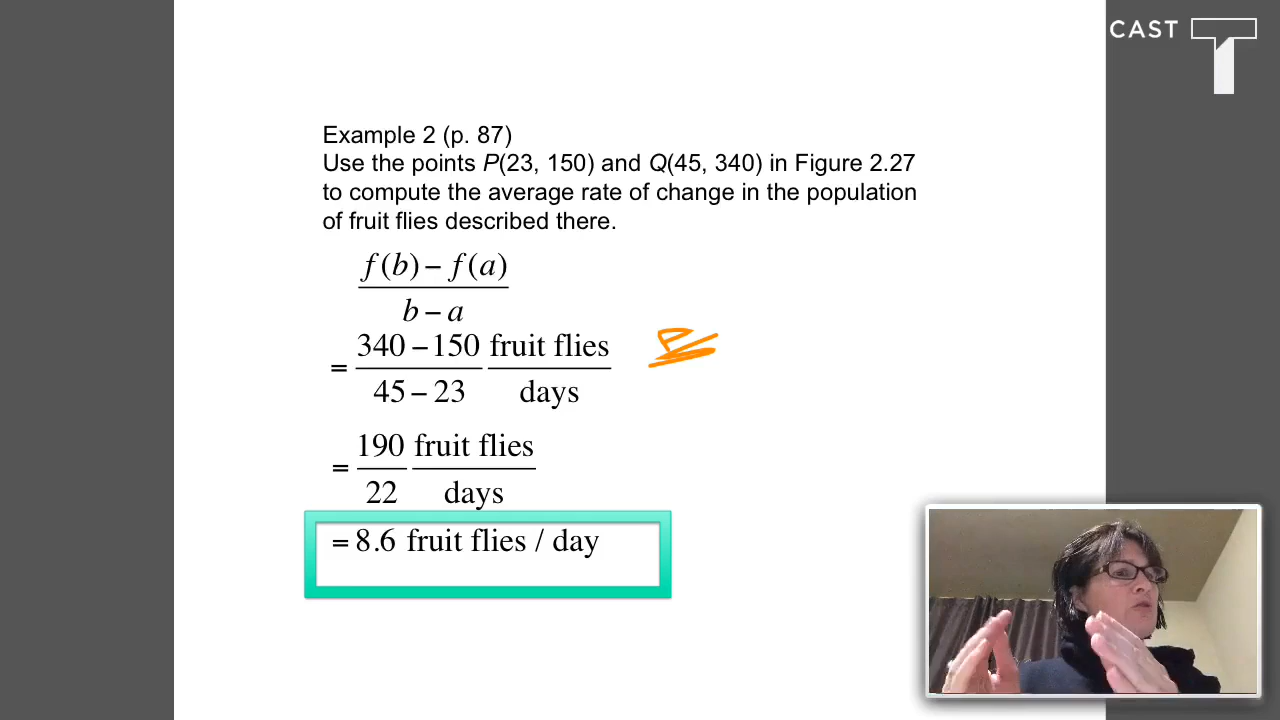 CAST
Example 2 (p. 87)
Use the points P(23, 150) and Q(45, 340) in Figure 2.27
to compute the average rate of change in the population
of fruit flies described there.
f(b) − f(a)
b − a
= 340 − 150 fruit flies
45 − 23 days
= 190 fruit flies
22 days
= 8.6 fruit flies / day